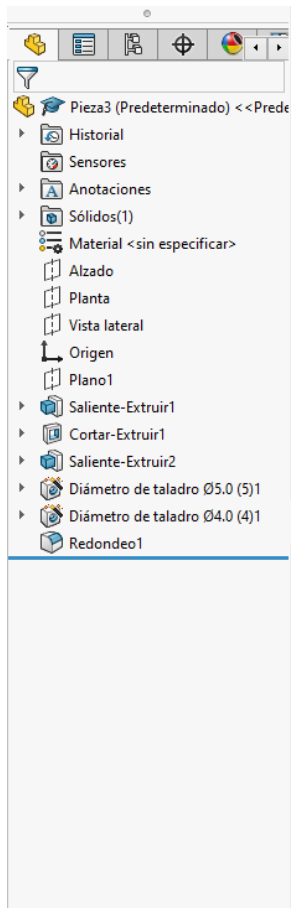 Pieza3 (Predeterminado) <<Prede
Historial
Sensores
Anotaciones
Sólidos(1)
Material <sin especificar>
Alzado
Planta
Vista lateral
Origen
Plano1
Saliente-Extruir1
Cortar-Extruir1
Saliente-Extruir2
Diámetro de taladro Ø5.0 (5)1
Diámetro de taladro Ø4.0 (4)1
Redondeo1